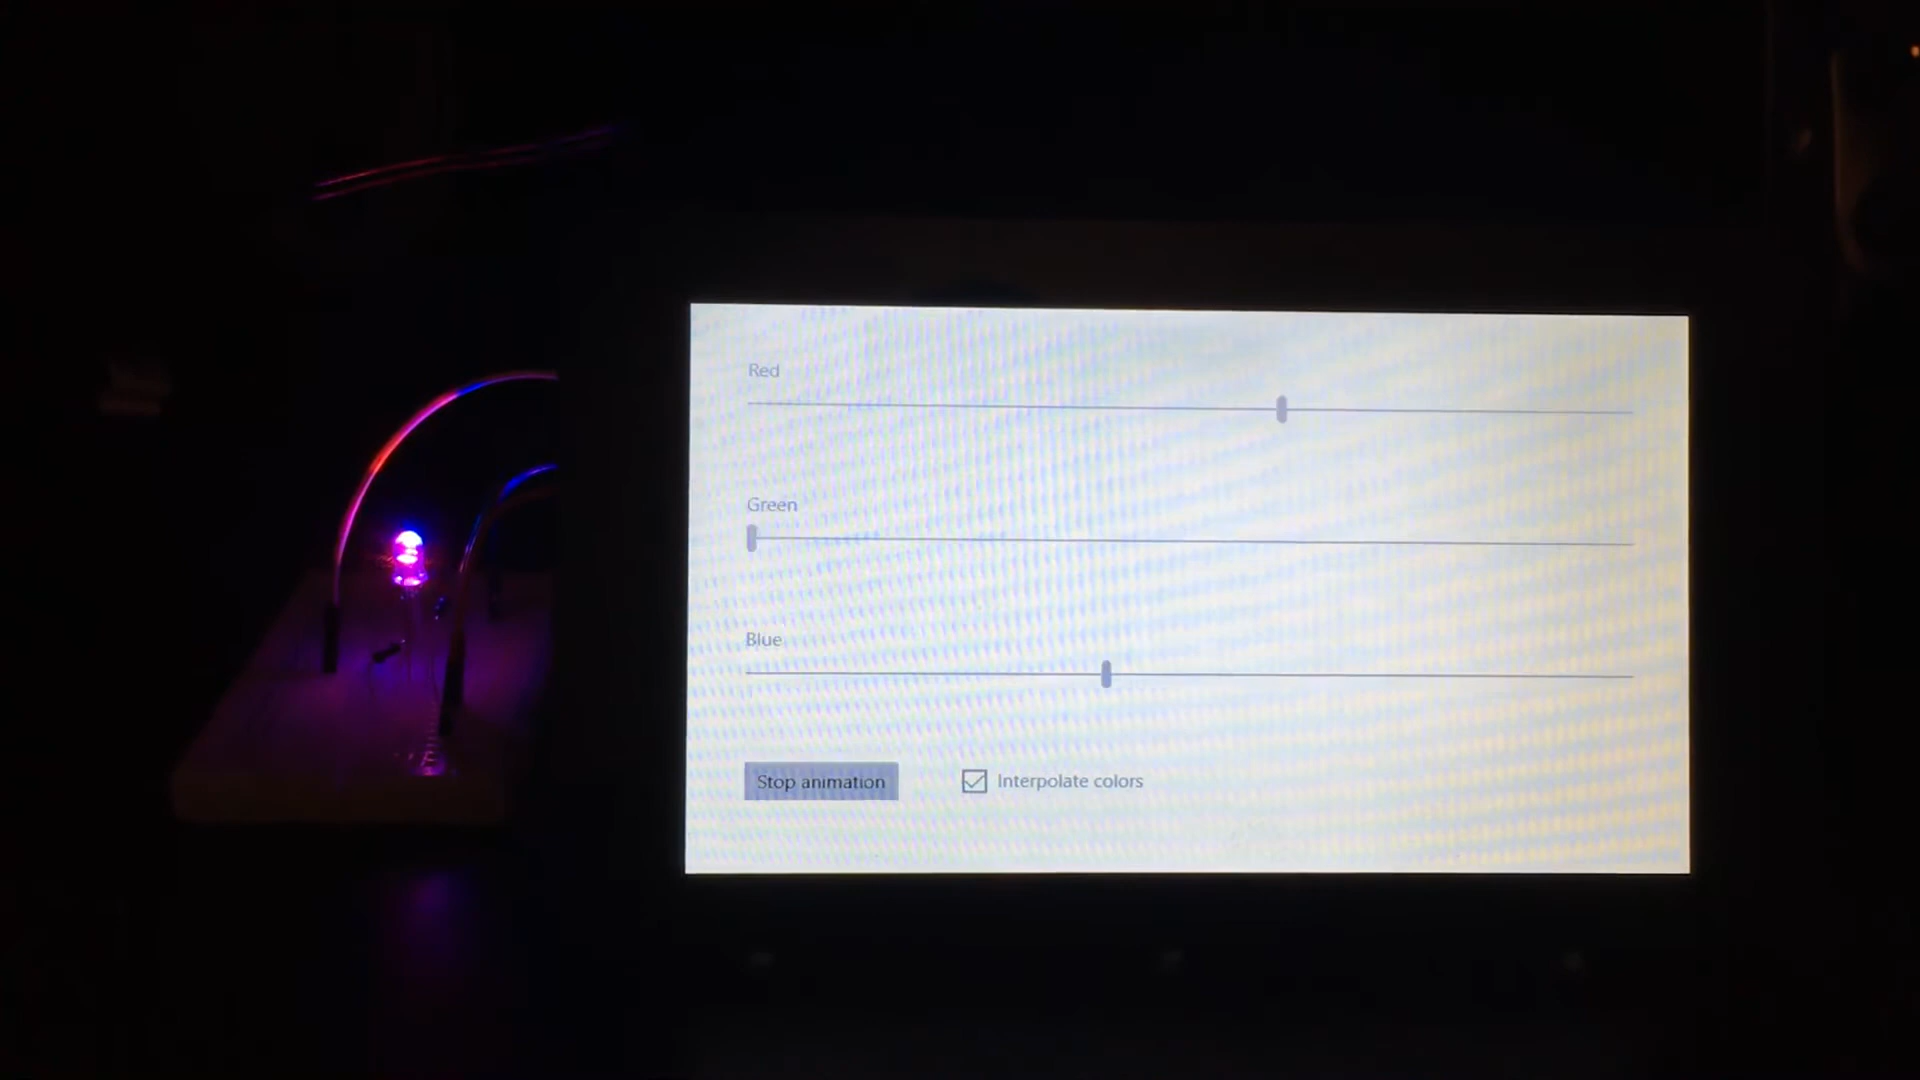 Red
Green
Blue
Stop animation
Interpolate colors